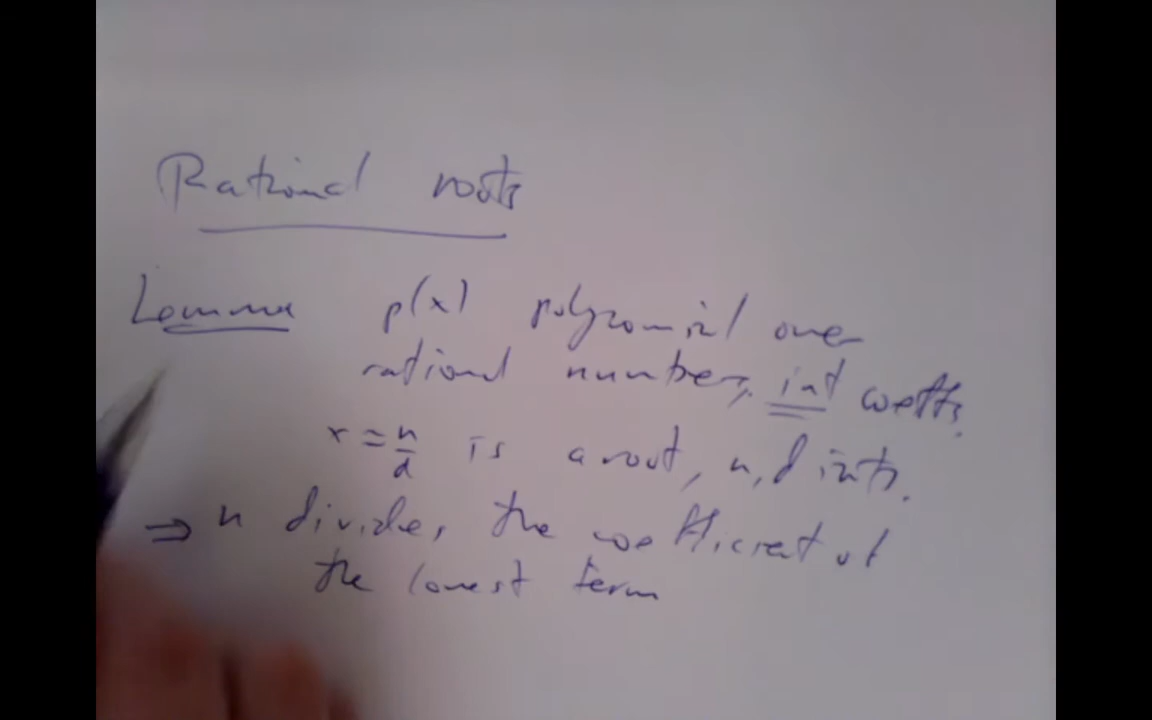 Rational roots
Lemma p(x) polynomial over
rational numbers, int coeffs.
r = n/d is a root, n, d ints.
⇒ n divides the coefficient of
the lowest term